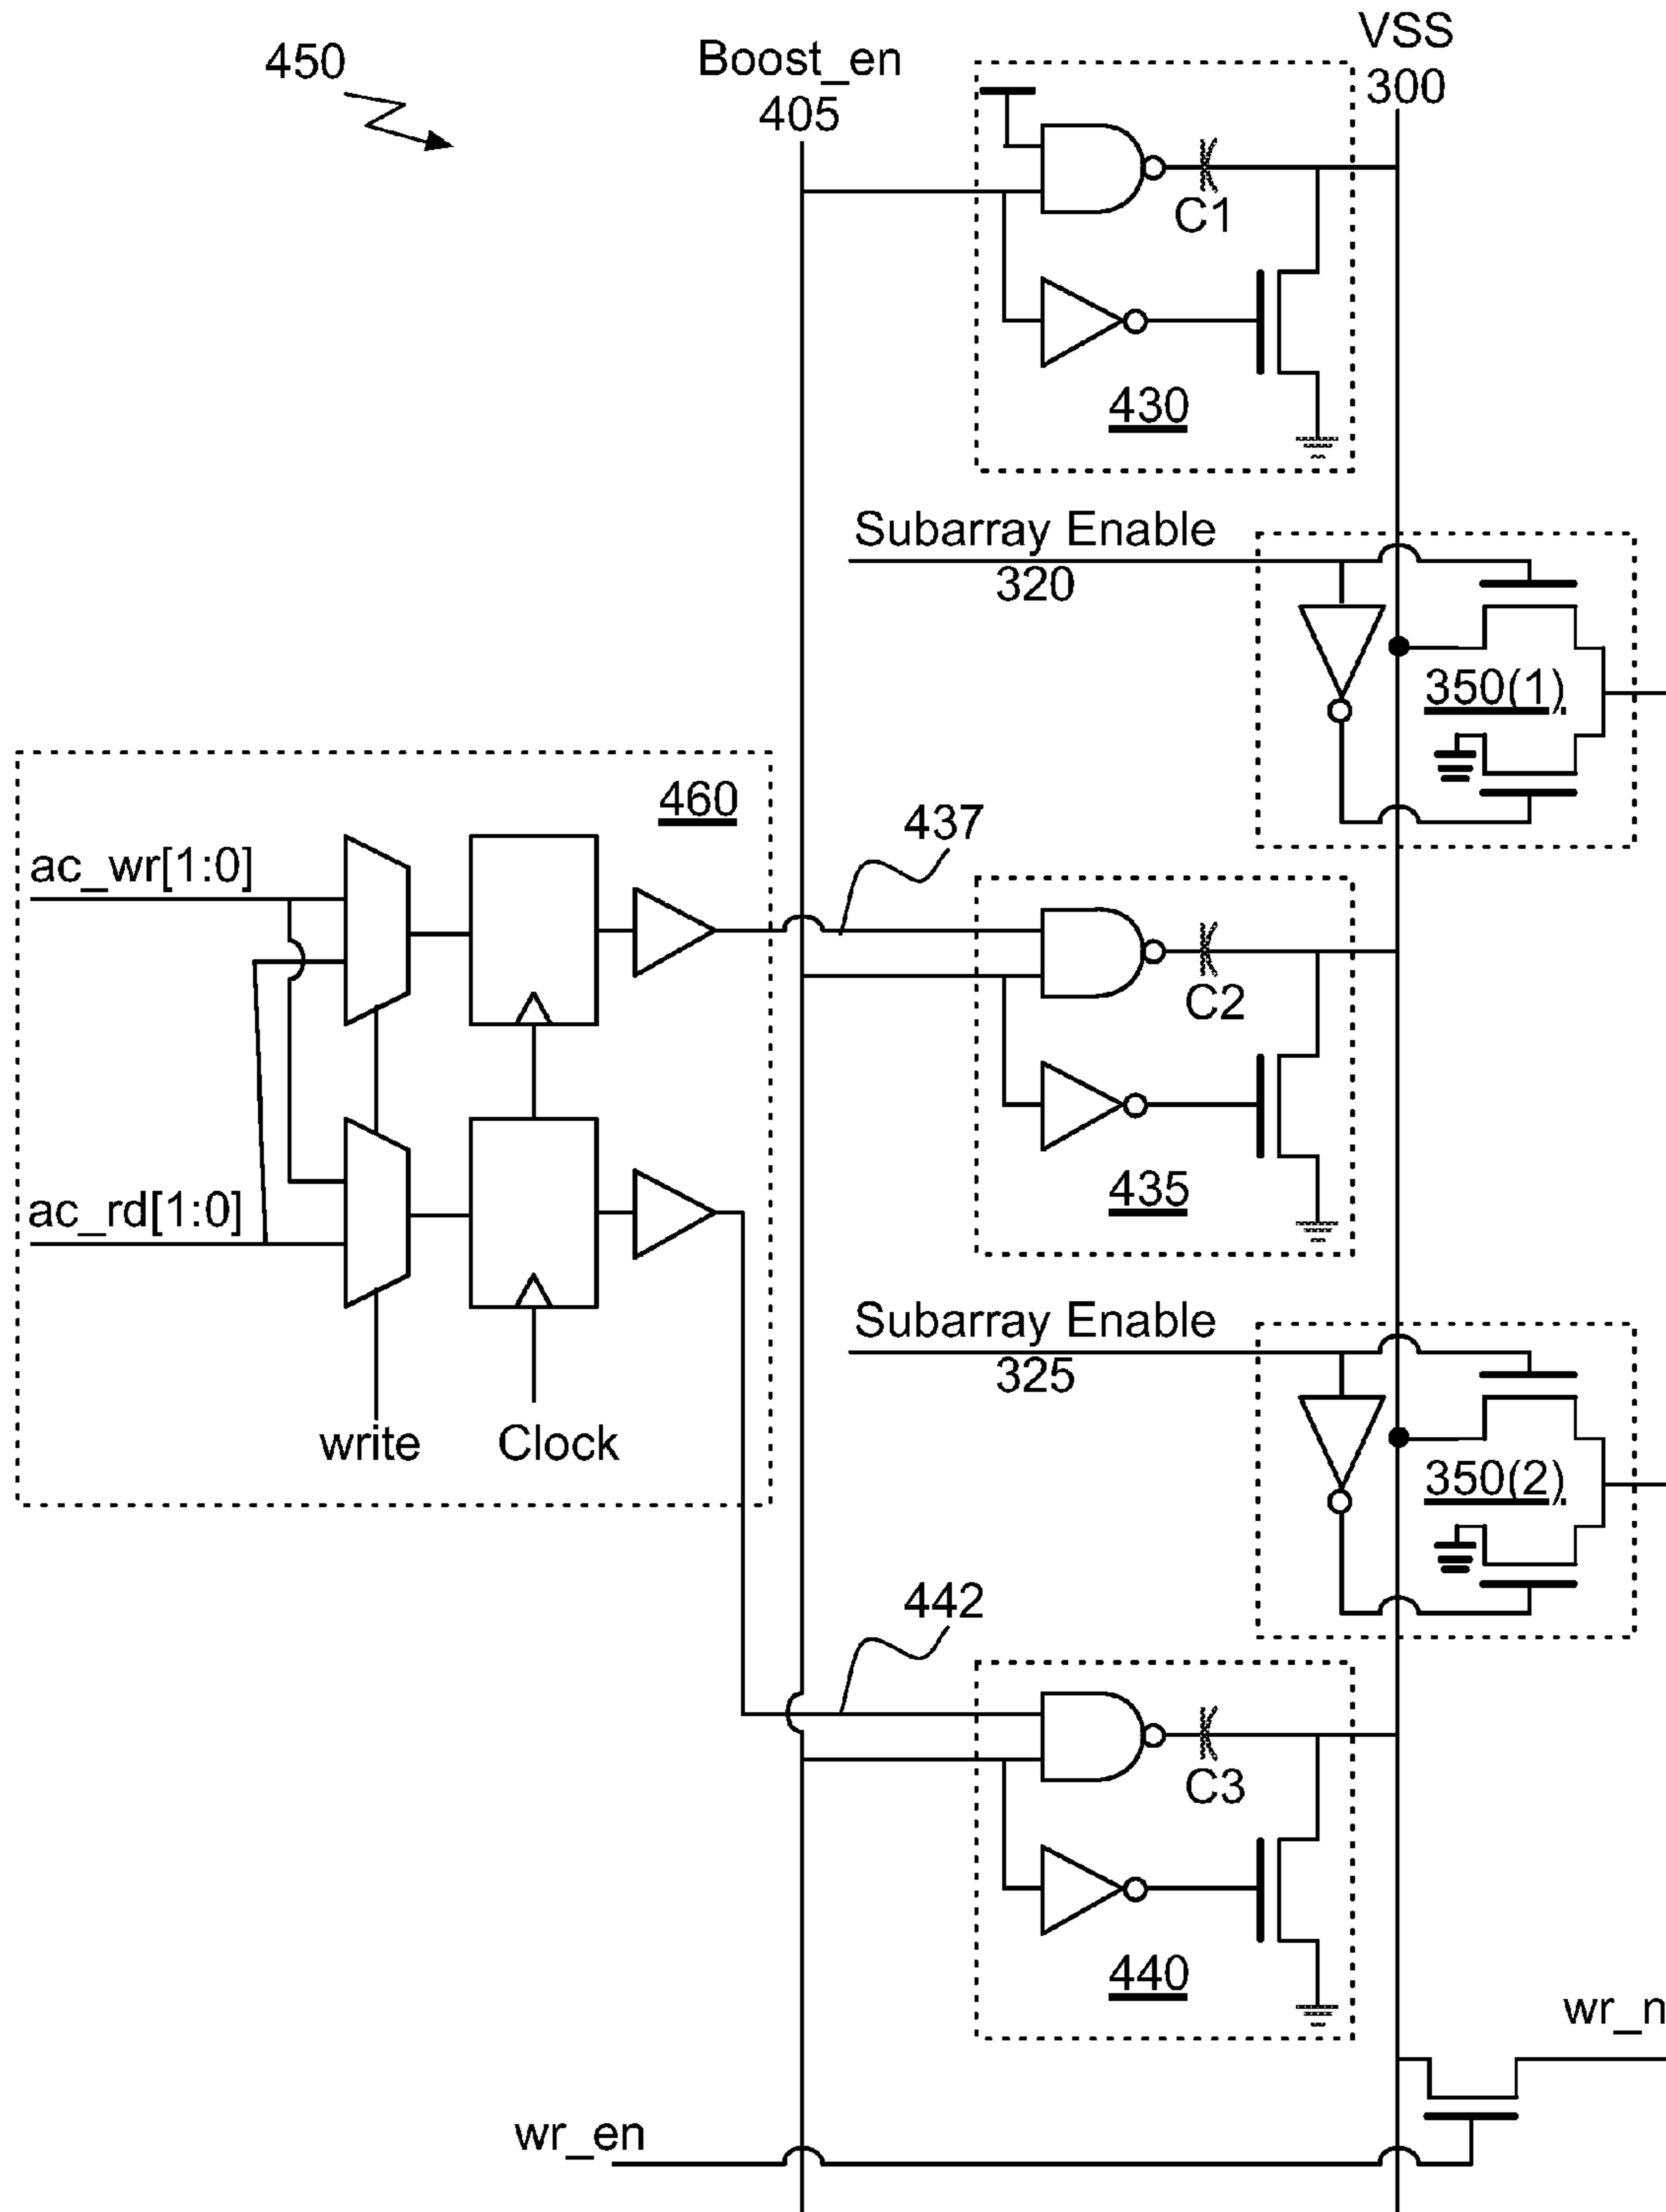 450
Boost_en
405
VSS
300
C1
430
Subarray Enable
320
350(1)
460
437
ac_wr[1:0]
C2
435
ac_rd[1:0]
write
Clock
Subarray Enable
325
350(2)
442
C3
440
wr_n
wr_en